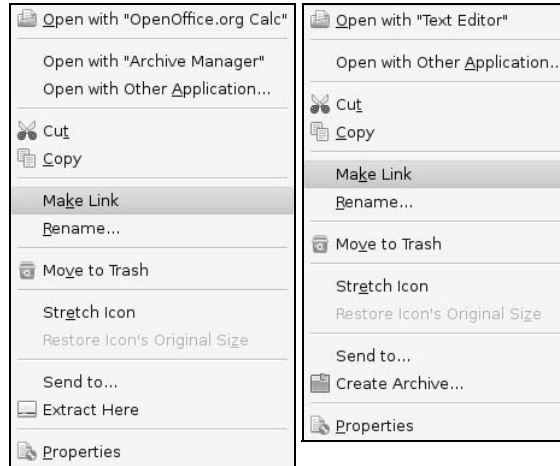 Open with "OpenOffice.org Calc"
Open with "Archive Manager"
Open with Other Application...
Cut
Copy
Make Link
Rename...
Move to Trash
Stretch Icon
Restore Icon's Original Size
Send to...
Extract Here
Properties
Open with "Text Editor"
Open with Other Application...
Cut
Copy
Make Link
Rename...
Move to Trash
Stretch Icon
Restore Icon's Original Size
Send to...
Create Archive...
Properties